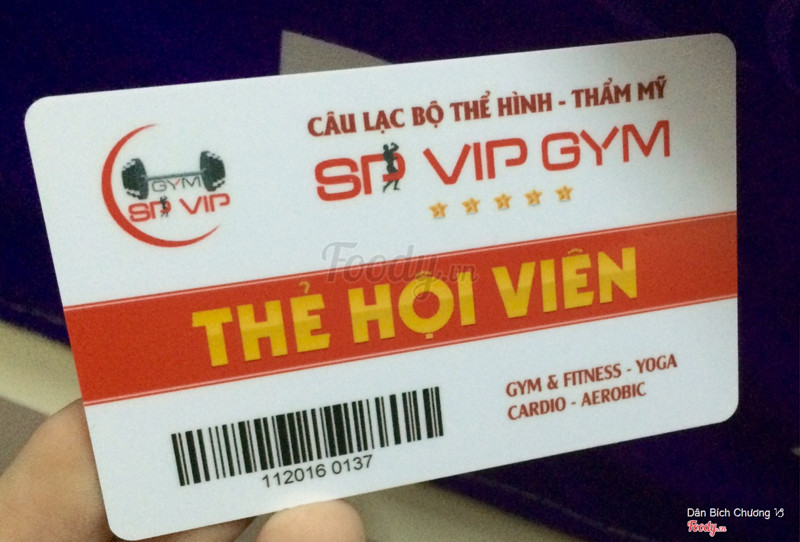 CÂU LẠC BỘ THỂ HÌNH - THẨM MỸ
SP VIP GYM
GYM
SP VIP
Foody.vn
THẺ HỘI VIÊN
GYM & FITNESS - YOGA
CARDIO - AEROBIC
112016 0137
Dân Bích Chương
Foody.vn